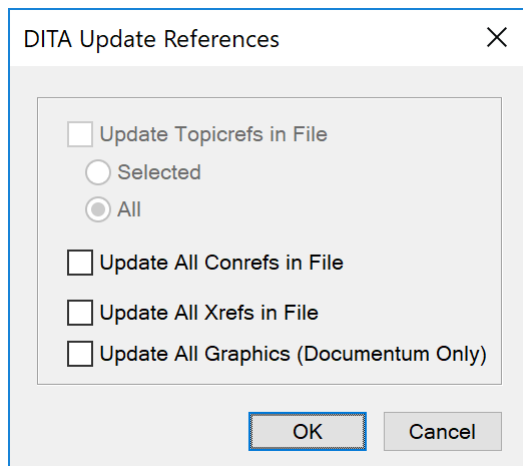 DITA Update References
Update Topicrefs in File
Selected
All
Update All Conrefs in File
Update All Xrefs in File
Update All Graphics (Documentum Only)
OK
Cancel